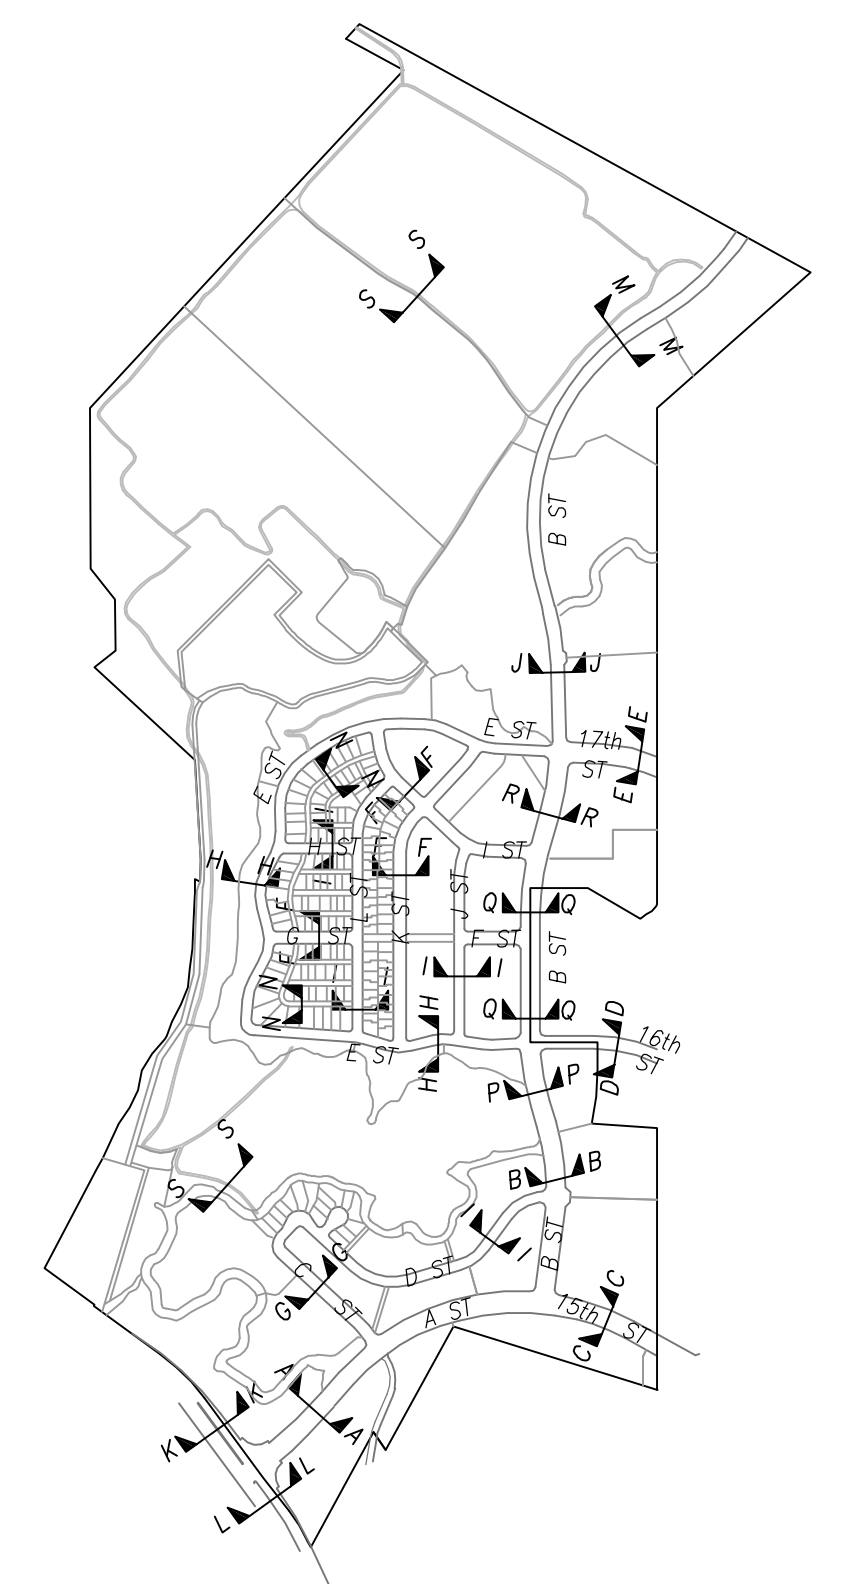 S
S
M
M
B ST
J J
E
E ST
17th
ST
E
N
N
F
F
E ST
R R
I
H ST
I
F F
I ST
H H
L ST
K ST
J ST
Q Q
F
F
G ST
F ST
B ST
I I
I I
N
N
H
H
Q Q
D
D
16th
ST
E ST
P P
S
S
B B
I
I
G
G
C
ST
D ST
B ST
A ST
C
C
15th
ST
A
A
K
K
L
L